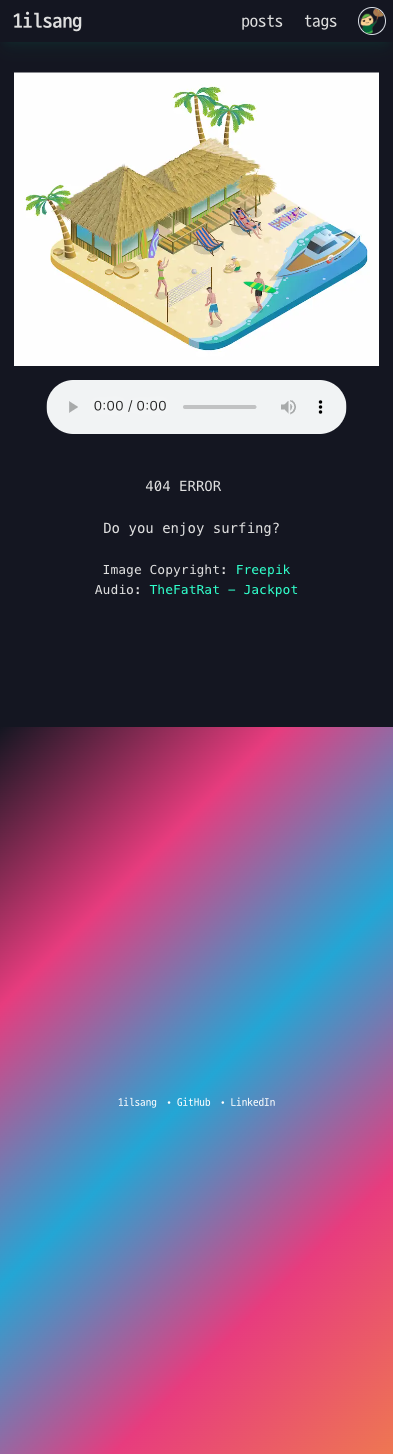 1ilsang posts tags
0:00 / 0:00
404 ERROR
Do you enjoy surfing?
Image Copyright: Freepik
Audio: TheFatRat - Jackpot
1ilsang • GitHub • LinkedIn